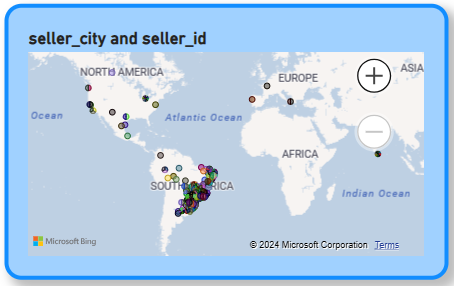 seller_city and seller_id
NORTH AMERICA
EUROPE
ASIA
Ocean
Atlantic Ocean
AFRICA
SOUTH AMERICA
Indian Ocean
Microsoft Bing
© 2024 Microsoft Corporation Terms